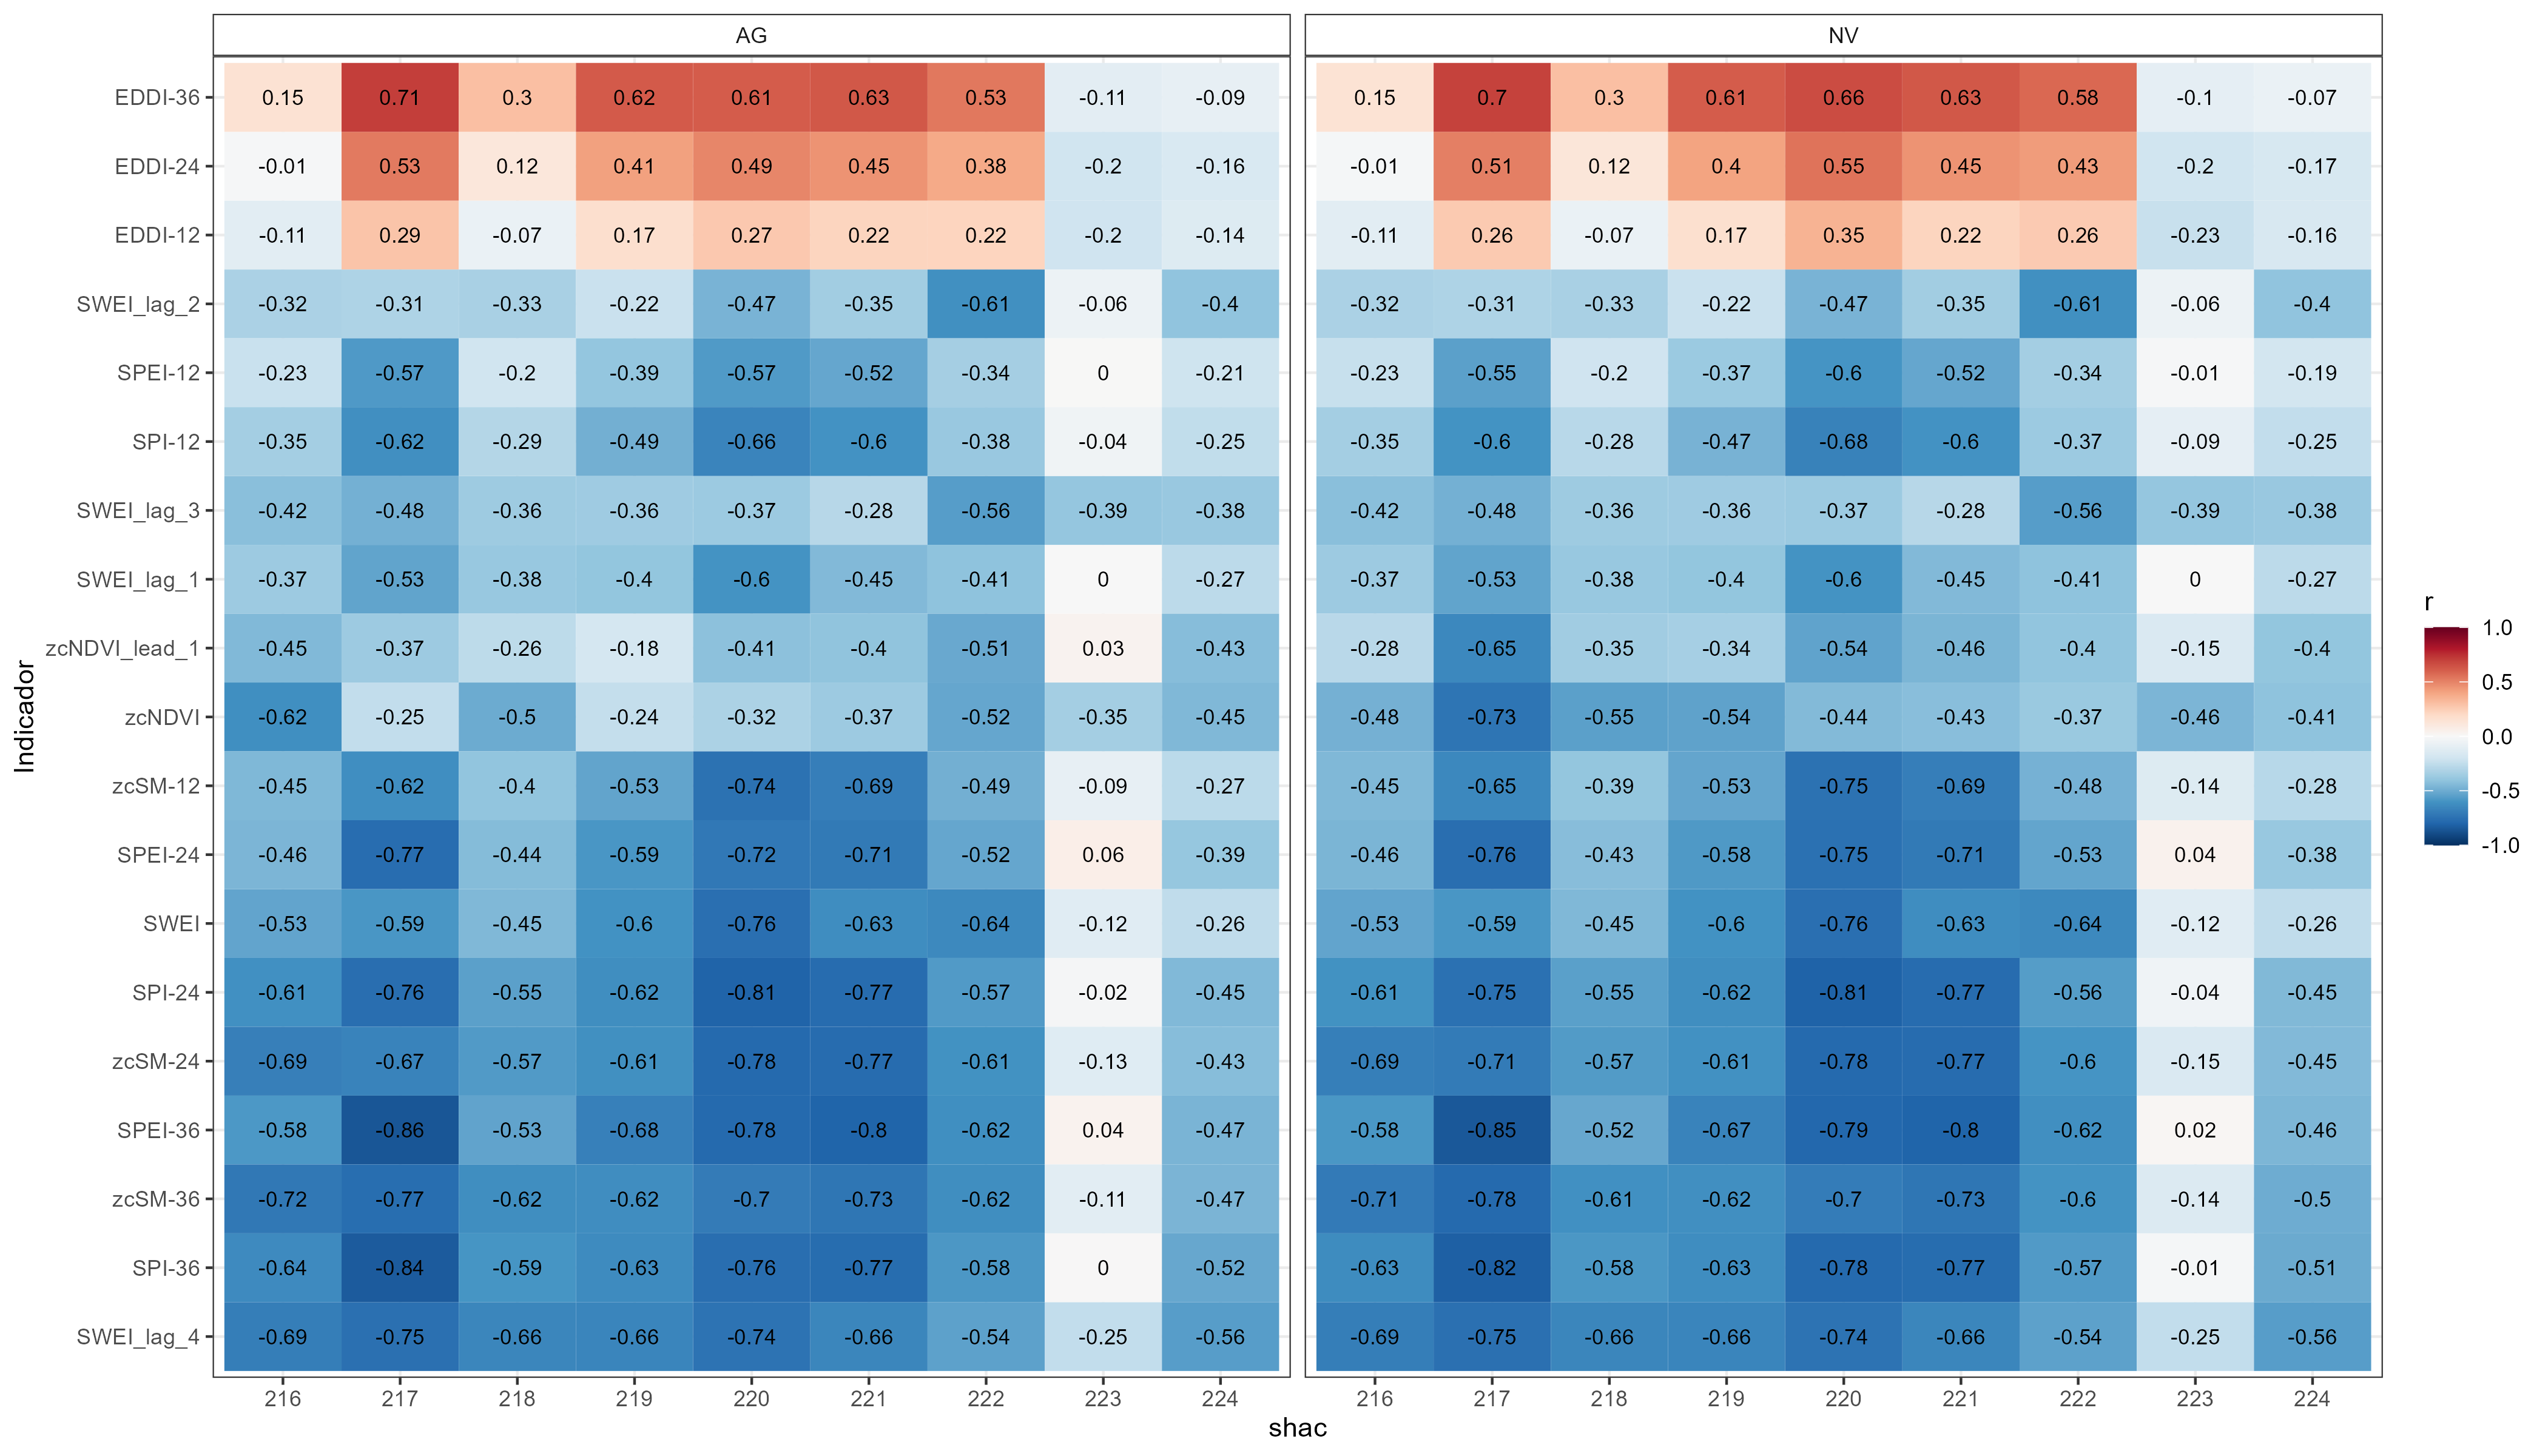 AG NV
EDDI-36 0.15 0.71 0.3 0.62 0.61 0.63 0.53 -0.11 -0.09 0.15 0.7 0.3 0.61 0.66 0.63 0.58 -0.1 -0.07
EDDI-24 -0.01 0.53 0.12 0.41 0.49 0.45 0.38 -0.2 -0.16 -0.01 0.51 0.12 0.4 0.55 0.45 0.43 -0.2 -0.17
EDDI-12 -0.11 0.29 -0.07 0.17 0.27 0.22 0.22 -0.2 -0.14 -0.11 0.26 -0.07 0.17 0.35 0.22 0.26 -0.23 -0.16
SWEI_lag_2 -0.32 -0.31 -0.33 -0.22 -0.47 -0.35 -0.61 -0.06 -0.4 -0.32 -0.31 -0.33 -0.22 -0.47 -0.35 -0.61 -0.06 -0.4
SPEI-12 -0.23 -0.57 -0.2 -0.39 -0.57 -0.52 -0.34 0 -0.21 -0.23 -0.55 -0.2 -0.37 -0.6 -0.52 -0.34 -0.01 -0.19
SPI-12 -0.35 -0.62 -0.29 -0.49 -0.66 -0.6 -0.38 -0.04 -0.25 -0.35 -0.6 -0.28 -0.47 -0.68 -0.6 -0.37 -0.09 -0.25
SWEI_lag_3 -0.42 -0.48 -0.36 -0.36 -0.37 -0.28 -0.56 -0.39 -0.38 -0.42 -0.48 -0.36 -0.36 -0.37 -0.28 -0.56 -0.39 -0.38
SWEI_lag_1 -0.37 -0.53 -0.38 -0.4 -0.6 -0.45 -0.41 0 -0.27 -0.37 -0.53 -0.38 -0.4 -0.6 -0.45 -0.41 0 -0.27
zcNDVI_lead_1 -0.45 -0.37 -0.26 -0.18 -0.41 -0.4 -0.51 0.03 -0.43 -0.28 -0.65 -0.35 -0.34 -0.54 -0.46 -0.4 -0.15 -0.4
zcNDVI -0.62 -0.25 -0.5 -0.24 -0.32 -0.37 -0.52 -0.35 -0.45 -0.48 -0.73 -0.55 -0.54 -0.44 -0.43 -0.37 -0.46 -0.41
zcSM-12 -0.45 -0.62 -0.4 -0.53 -0.74 -0.69 -0.49 -0.09 -0.27 -0.45 -0.65 -0.39 -0.53 -0.75 -0.69 -0.48 -0.14 -0.28
SPEI-24 -0.46 -0.77 -0.44 -0.59 -0.72 -0.71 -0.52 0.06 -0.39 -0.46 -0.76 -0.43 -0.58 -0.75 -0.71 -0.53 0.04 -0.38
SWEI -0.53 -0.59 -0.45 -0.6 -0.76 -0.63 -0.64 -0.12 -0.26 -0.53 -0.59 -0.45 -0.6 -0.76 -0.63 -0.64 -0.12 -0.26
SPI-24 -0.61 -0.76 -0.55 -0.62 -0.81 -0.77 -0.57 -0.02 -0.45 -0.61 -0.75 -0.55 -0.62 -0.81 -0.77 -0.56 -0.04 -0.45
zcSM-24 -0.69 -0.67 -0.57 -0.61 -0.78 -0.77 -0.61 -0.13 -0.43 -0.69 -0.71 -0.57 -0.61 -0.78 -0.77 -0.6 -0.15 -0.45
SPEI-36 -0.58 -0.86 -0.53 -0.68 -0.78 -0.8 -0.62 0.04 -0.47 -0.58 -0.85 -0.52 -0.67 -0.79 -0.8 -0.62 0.02 -0.46
zcSM-36 -0.72 -0.77 -0.62 -0.62 -0.7 -0.73 -0.62 -0.11 -0.47 -0.71 -0.78 -0.61 -0.62 -0.7 -0.73 -0.6 -0.14 -0.5
SPI-36 -0.64 -0.84 -0.59 -0.63 -0.76 -0.77 -0.58 0 -0.52 -0.63 -0.82 -0.58 -0.63 -0.78 -0.77 -0.57 -0.01 -0.51
SWEI_lag_4 -0.69 -0.75 -0.66 -0.66 -0.74 -0.66 -0.54 -0.25 -0.56 -0.69 -0.75 -0.66 -0.66 -0.74 -0.66 -0.54 -0.25 -0.56
216 217 218 219 220 221 222 223 224 216 217 218 219 220 221 222 223 224
shac
Indicador
r
1.0
0.5
0.0
-0.5
-1.0